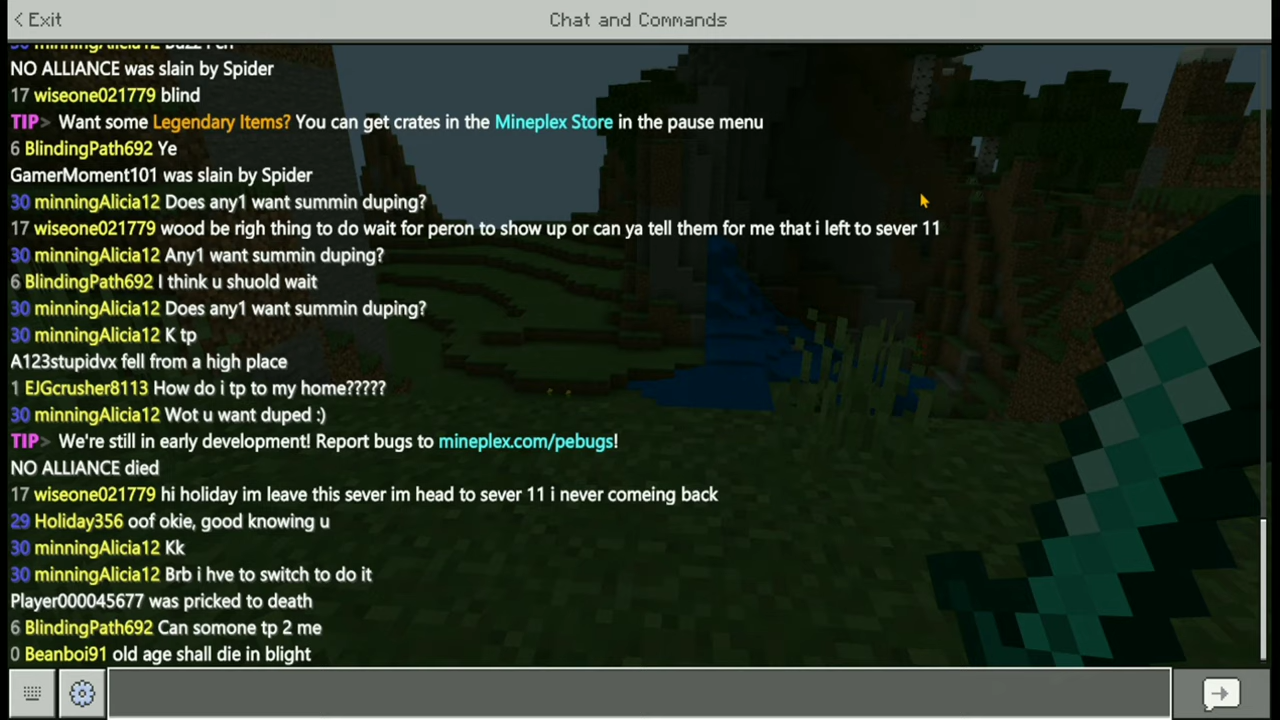 Exit
Chat and Commands
30 minningAlicia12
NO ALLIANCE was slain by Spider
17 wiseone021779 blind
TIP> Want some Legendary Items? You can get crates in the Mineplex Store in the pause menu
6 BlindingPath692 Ye
GamerMoment101 was slain by Spider
30 minningAlicia12 Does any1 want summin duping?
17 wiseone021779 wood be righ thing to do wait for peron to show up or can ya tell them for me that i left to sever 11
30 minningAlicia12 Any1 want summin duping?
6 BlindingPath692 I think u shuold wait
30 minningAlicia12 Does any1 want summin duping?
30 minningAlicia12 K tp
A123stupidvx fell from a high place
1 EJGcrusher8113 How do i tp to my home?????
30 minningAlicia12 Wot u want duped :)
TIP> We're still in early development! Report bugs to mineplex.com/pebugs!
NO ALLIANCE died
17 wiseone021779 hi holiday im leave this sever im head to sever 11 i never comeing back
29 Holiday356 oof okie, good knowing u
30 minningAlicia12 Kk
30 minningAlicia12 Brb i hve to switch to do it
Player000045677 was pricked to death
6 BlindingPath692 Can somone tp 2 me
0 Beanboi91 old age shall die in blight